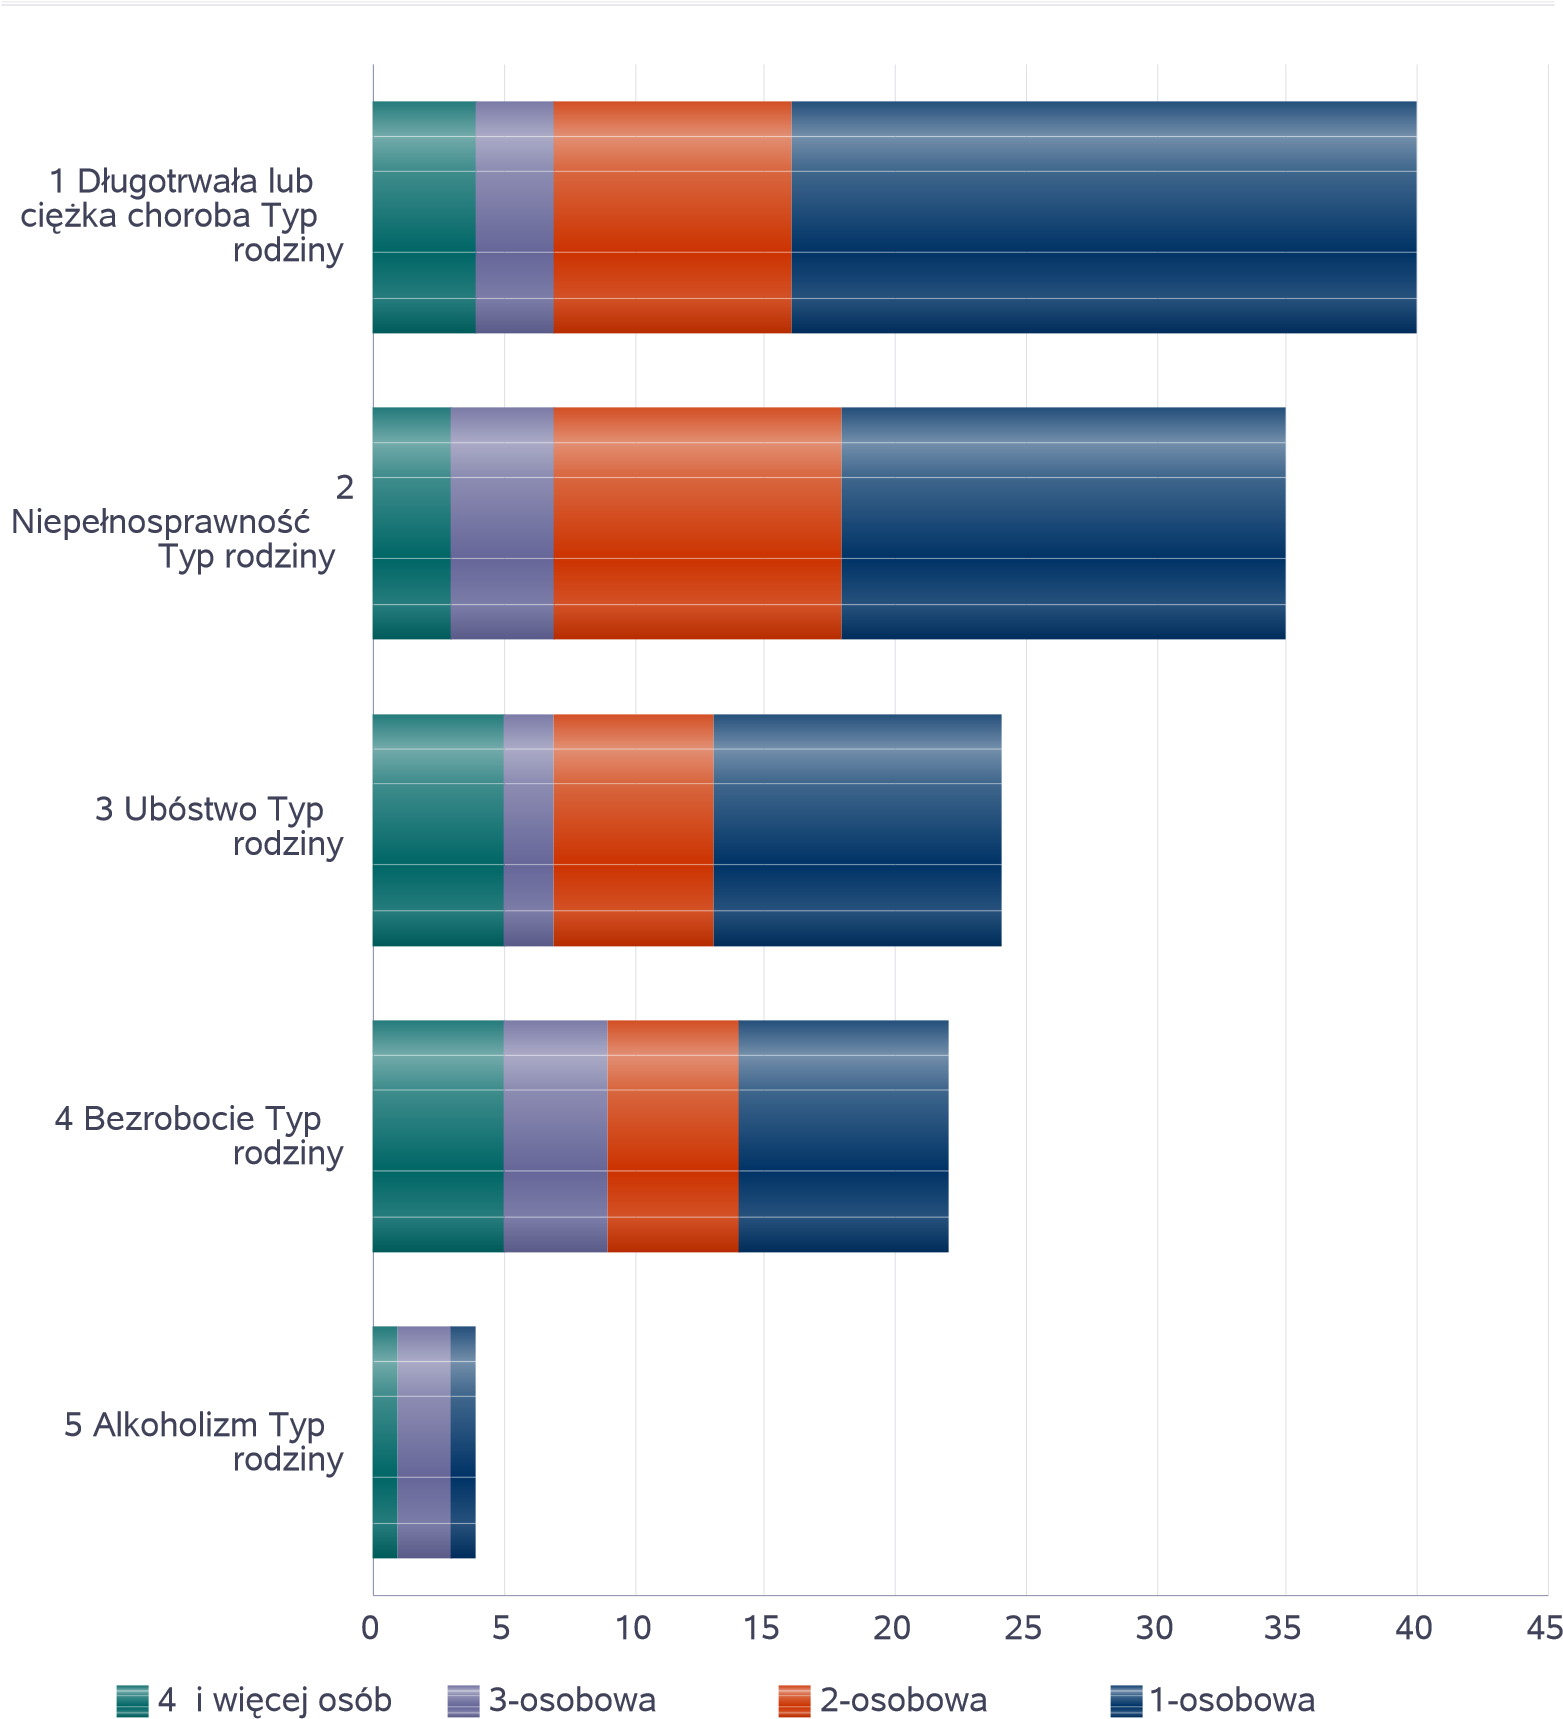 1 Długotrwała lub
ciężka choroba Typ
rodziny
2
Niepełnosprawność
Typ rodziny
3 Ubóstwo Typ
rodziny
4 Bezrobocie Typ
rodziny
5 Alkoholizm Typ
rodziny
0 5 10 15 20 25 30 35 40 45
4 i więcej osób 3-osobowa 2-osobowa 1-osobowa